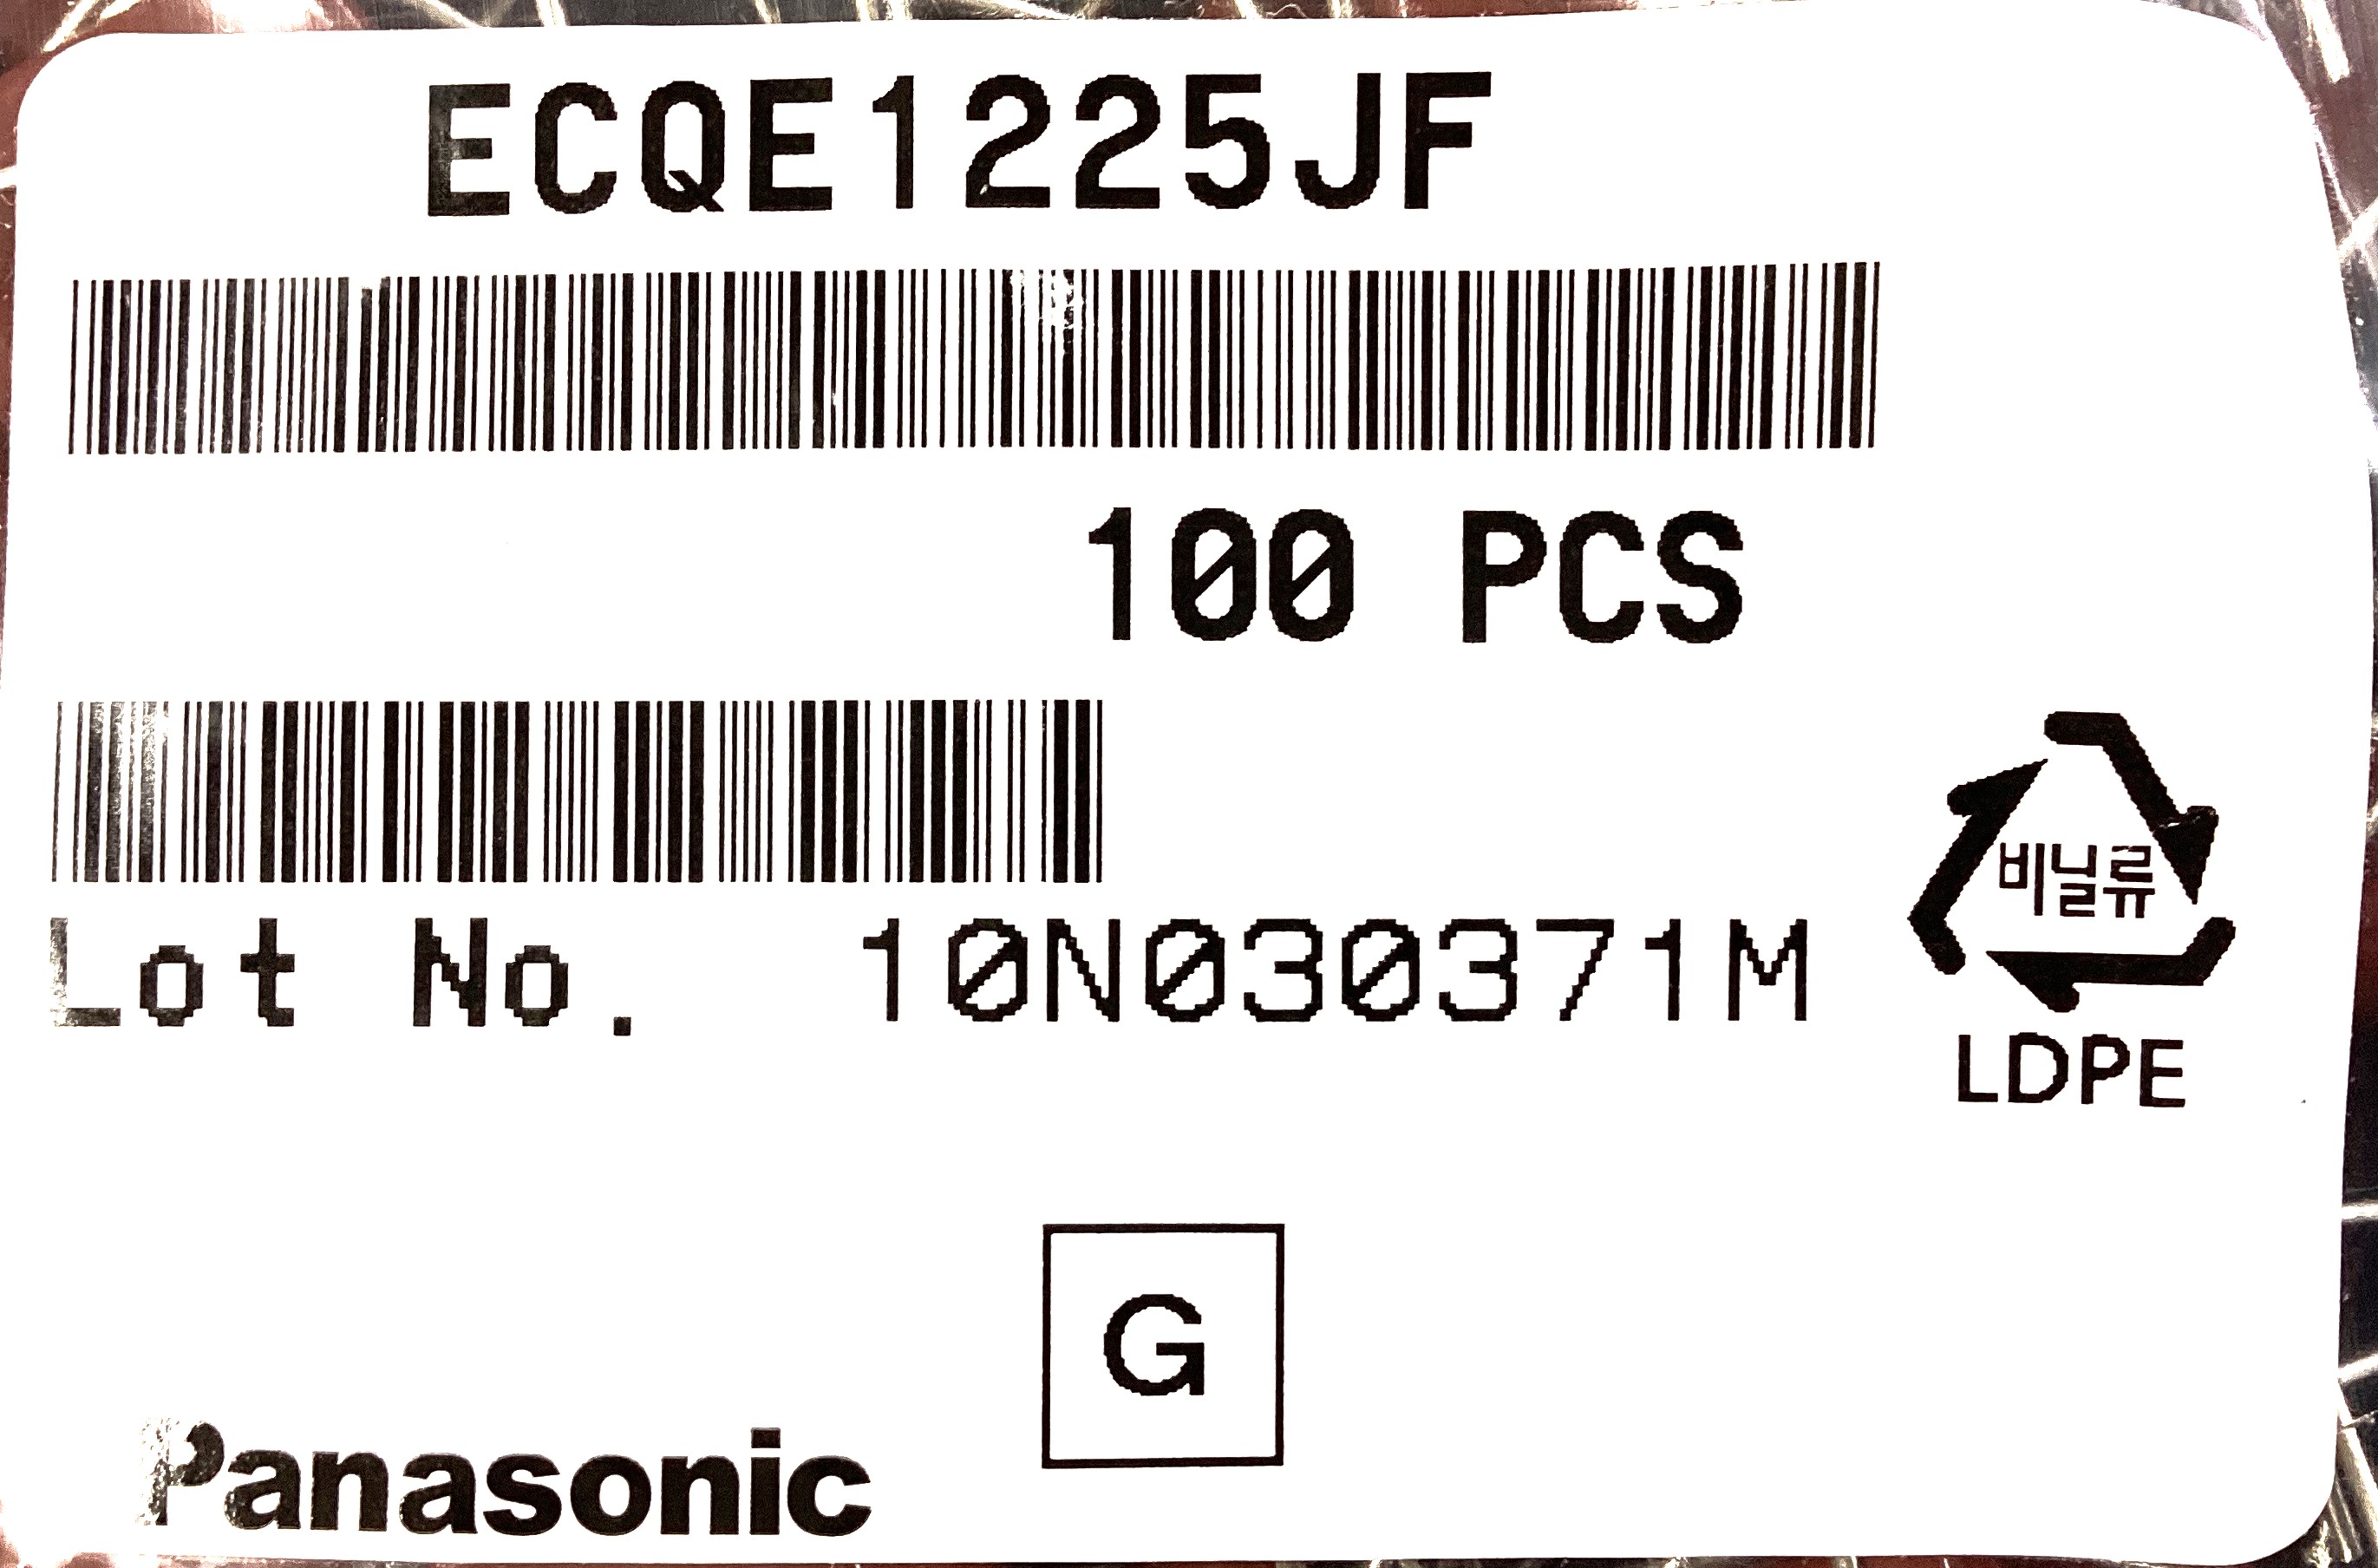 ECQE1225JF
100 PCS
비닐류
Lot No. 10N030371M
LDPE
G
Panasonic